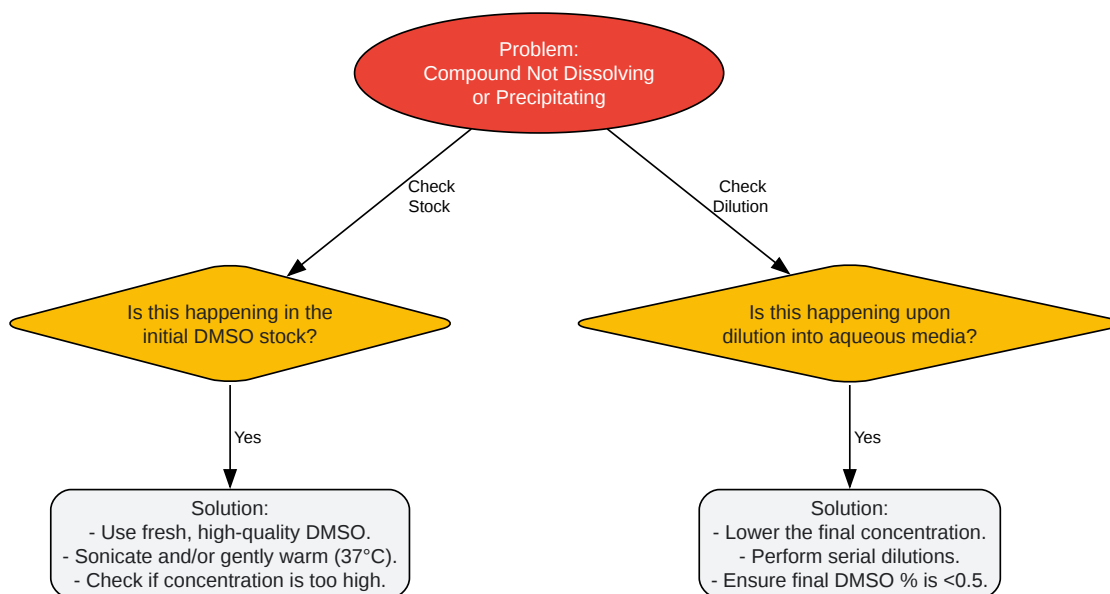 Problem:
Compound Not Dissolving
or Precipitating
Check
Stock
Check
Dilution
Is this happening in the
initial DMSO stock?
Is this happening upon
dilution into aqueous media?
Yes
Yes
Solution:
- Use fresh, high-quality DMSO.
- Sonicate and/or gently warm (37°C).
- Check if concentration is too high.
Solution:
- Lower the final concentration.
- Perform serial dilutions.
- Ensure final DMSO % is <0.5.